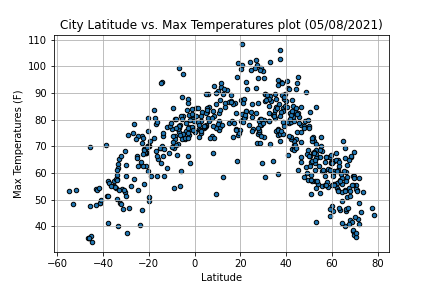 City Latitude vs. Max Temperatures plot (05/08/2021)
110
100
90
80
70
60
50
40
Max Temperatures (F)
−60 −40 −20 0 20 40 60 80
Latitude